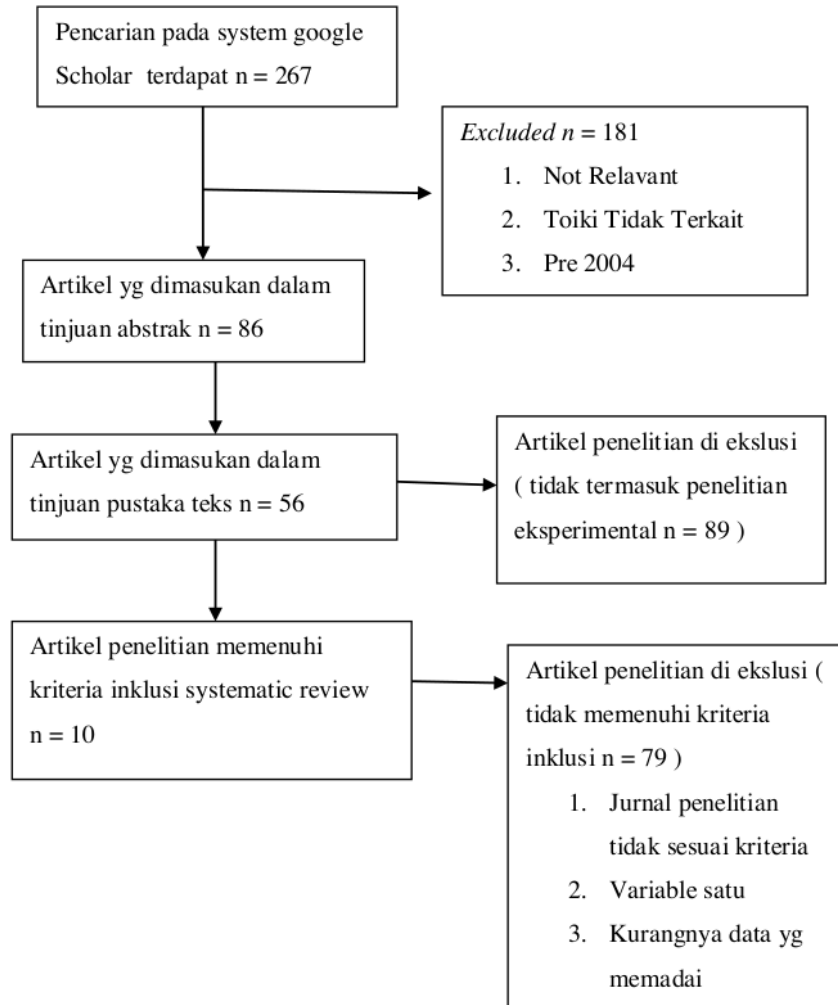 Pencarian pada system google
Scholar terdapat n = 267
Excluded n = 181
1. Not Relavant
2. Toiki Tidak Terkait
3. Pre 2004
Artikel yg dimasukan dalam
tinjuan abstrak n = 86
Artikel yg dimasukan dalam
tinjuan pustaka teks n = 56
Artikel penelitian di ekslusi
( tidak termasuk penelitian
eksperimental n = 89 )
Artikel penelitian memenuhi
kriteria inklusi systematic review
n = 10
Artikel penelitian di ekslusi (
tidak memenuhi kriteria
inklusi n = 79 )
1. Jurnal penelitian
tidak sesuai kriteria
2. Variable satu
3. Kurangnya data yg
memadai